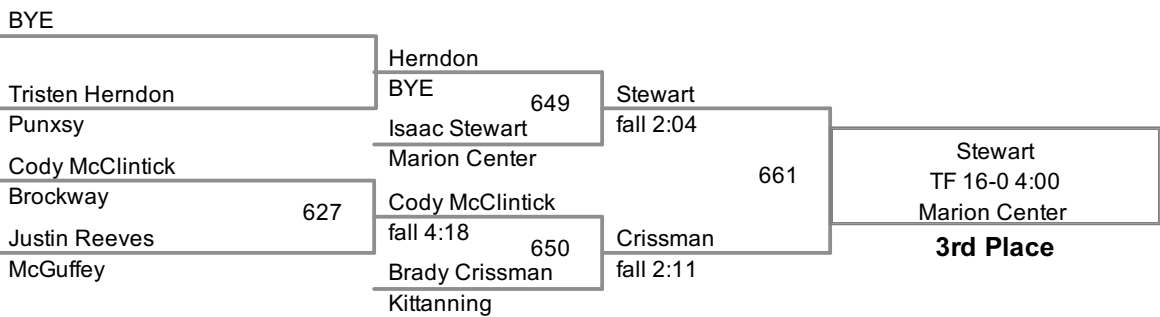 BYE
Tristen Herndon
Punxsy
Cody McClintick
Brockway
627
Justin Reeves
McGuffey
Herndon
BYE
649
Isaac Stewart
Marion Center
Cody McClintick
fall 4:18
650
Brady Crissman
Kittanning
Stewart
fall 2:04
661
Crissman
fall 2:11
Stewart
TF 16-0 4:00
Marion Center
3rd Place